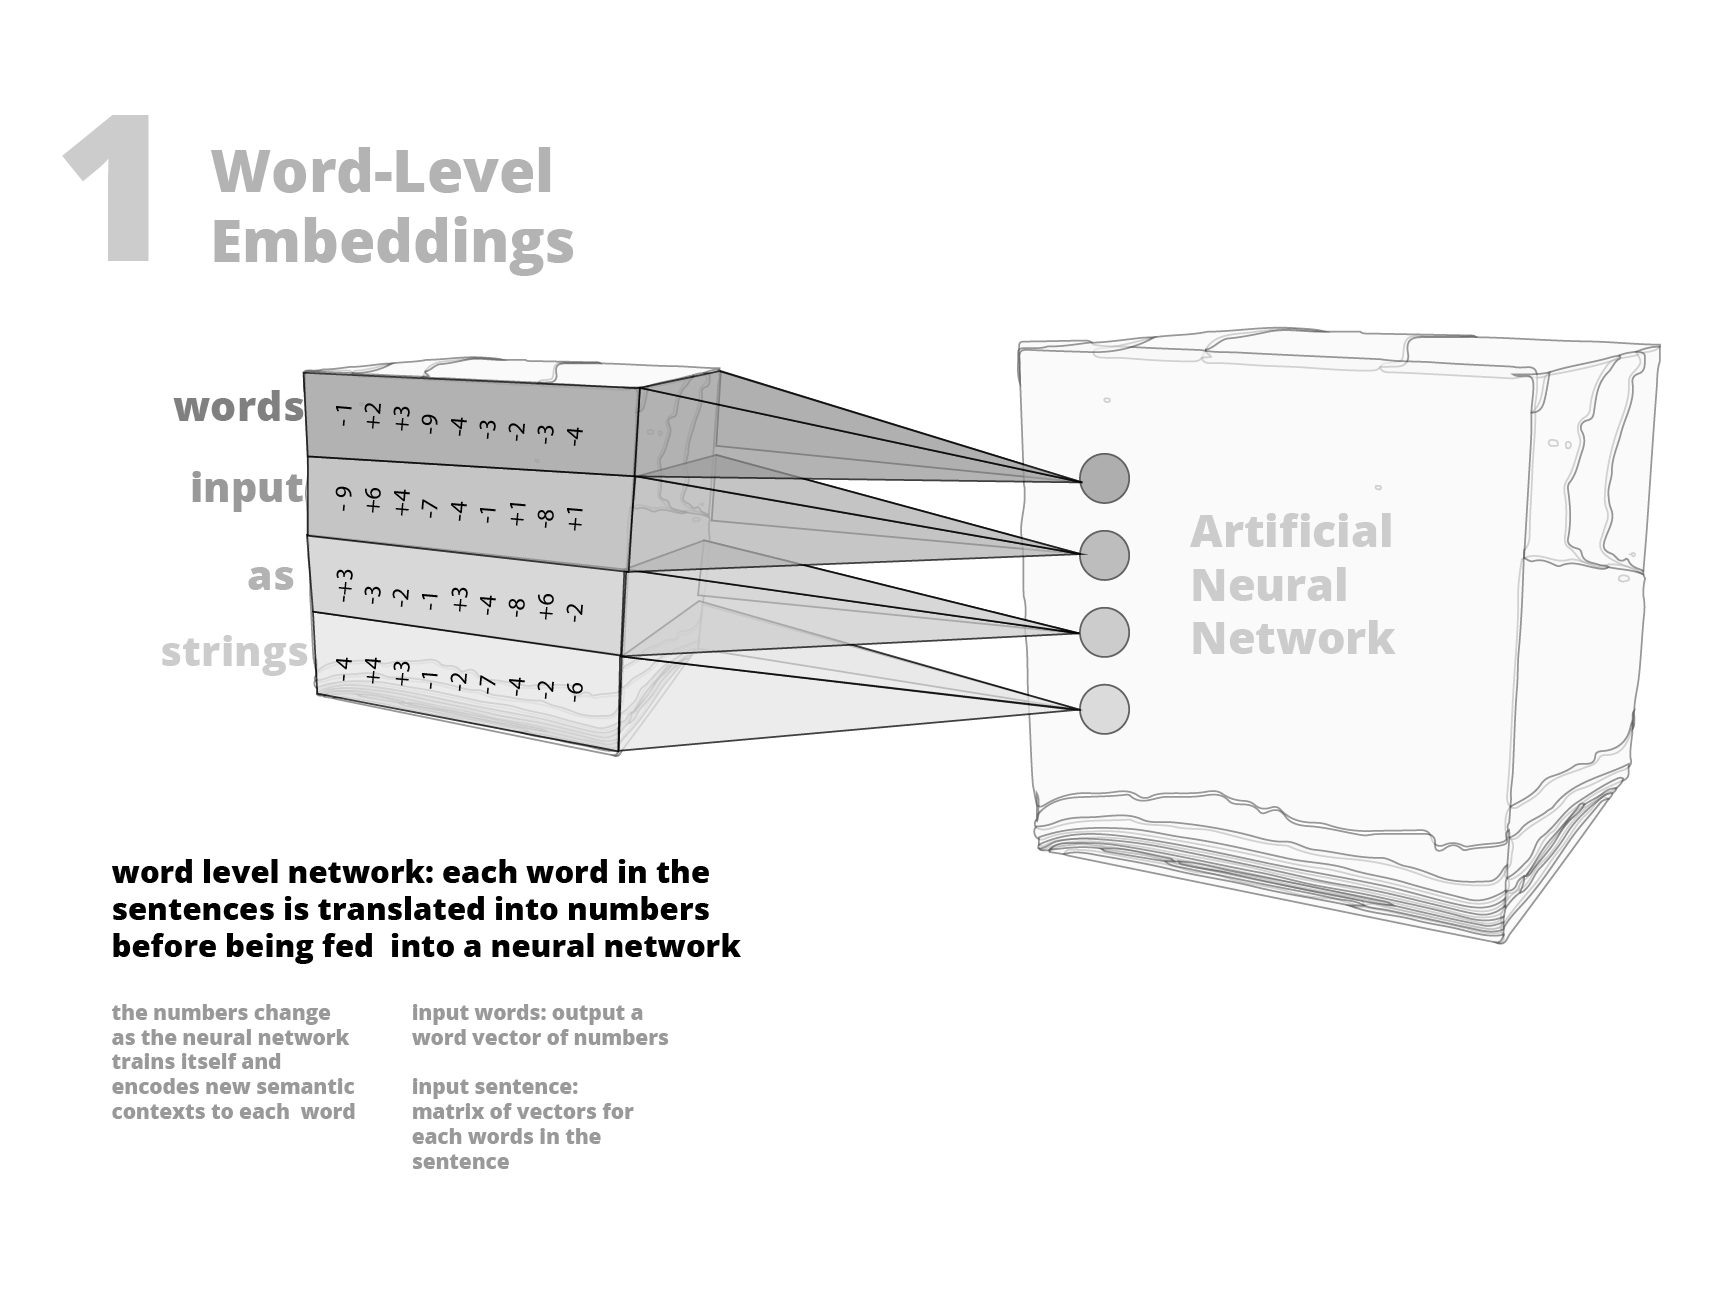 1
Word-Level
Embeddings
words
-1 +2 +3 -9 -4 -3 -2 -3 -4
input
-9 +6 +4 -7 -4 -1 +1 -8 +1
as
-+3 -3 -2 -1 +3 -4 -8 +6 -2
strings
-4 +4 +3 -1 -2 -7 -4 -2 -6
Artificial
Neural
Network
word level network: each word in the
sentences is translated into numbers
before being fed  into a neural network
the numbers change
as the neural network
trains itself and
encodes new semantic
contexts to each  word
input words: output a
word vector of numbers
input sentence:
matrix of vectors for
each words in the
sentence